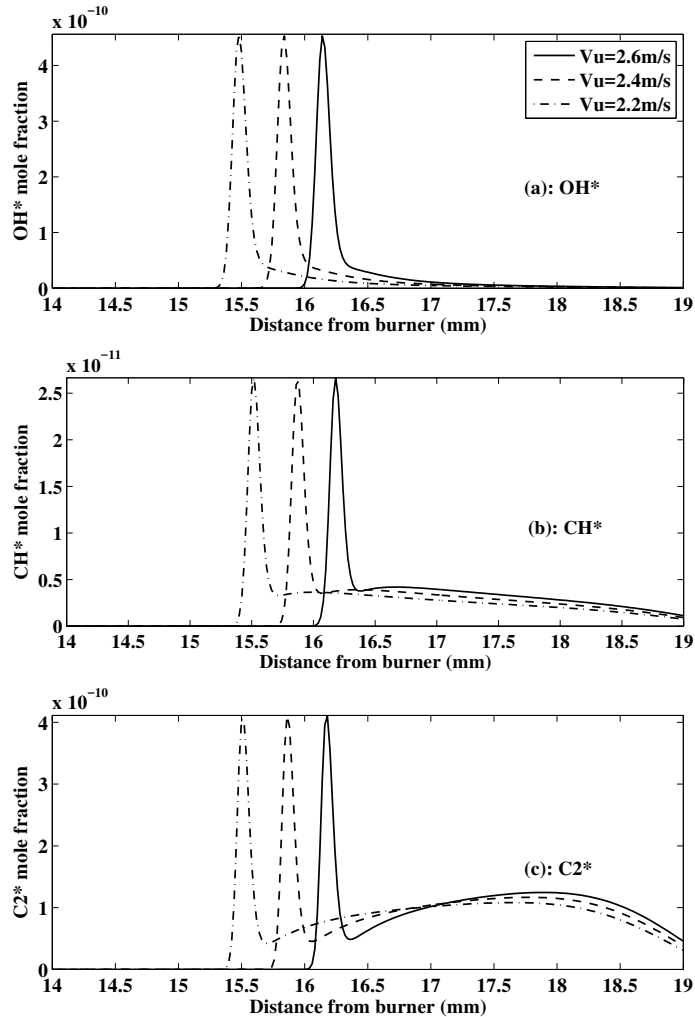 x 10⁻¹⁰
4
3
2
1
0
OH* mole fraction
Vu=2.6m/s
Vu=2.4m/s
Vu=2.2m/s
(a): OH*
14 14.5 15 15.5 16 16.5 17 17.5 18 18.5 19
Distance from burner (mm)
x 10⁻¹¹
2.5
2
1.5
1
0.5
0
CH* mole fraction
(b): CH*
14 14.5 15 15.5 16 16.5 17 17.5 18 18.5 19
Distance from burner (mm)
x 10⁻¹⁰
4
3
2
1
0
C2* mole fraction
(c): C2*
14 14.5 15 15.5 16 16.5 17 17.5 18 18.5 19
Distance from burner (mm)